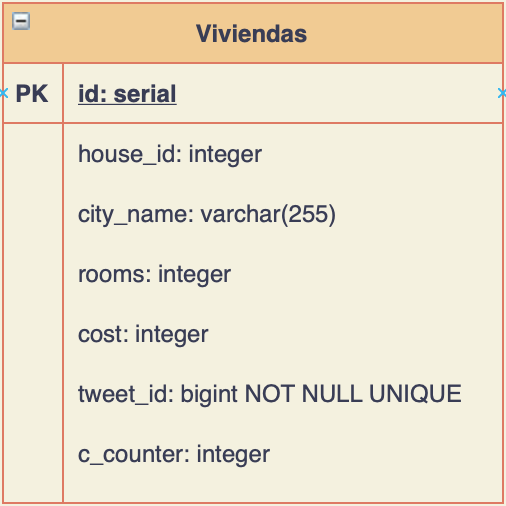 Viviendas
PK id: serial
house_id: integer
city_name: varchar(255)
rooms: integer
cost: integer
tweet_id: bigint NOT NULL UNIQUE
c_counter: integer